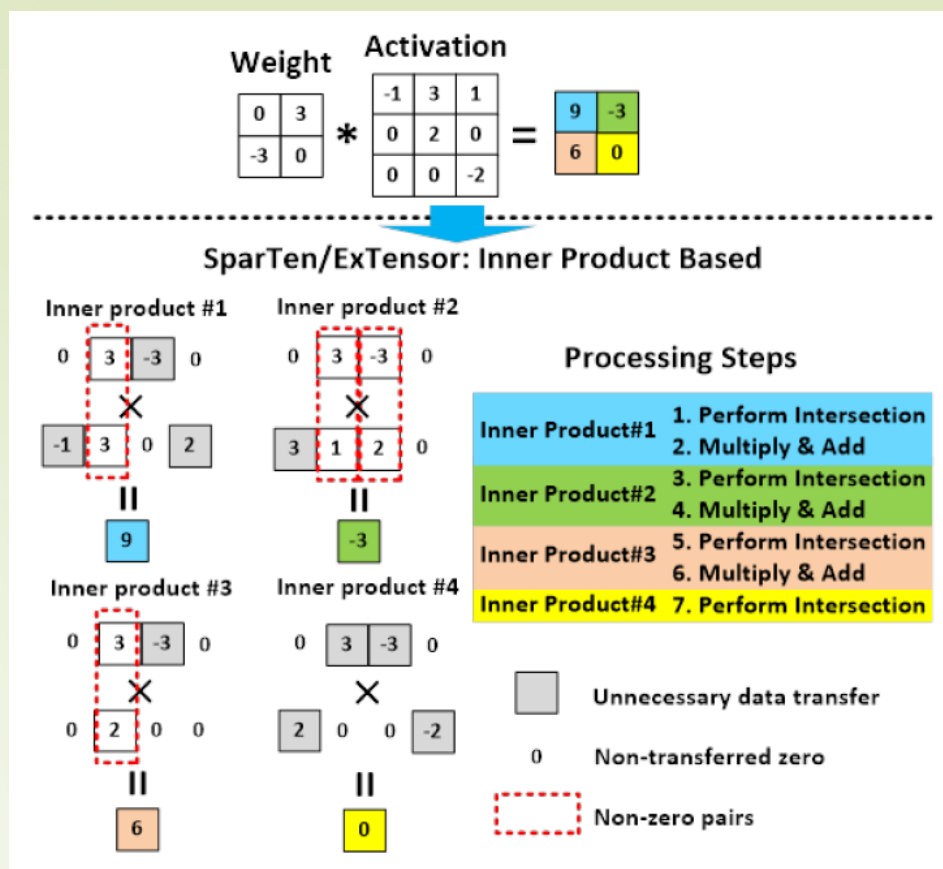 Weight
Activation
0 3
-3 0
*
-1 3 1
0 2 0
0 0 -2
=
9 -3
6 0
SparTen/ExTensor: Inner Product Based
Inner product #1
0 3 -3 0
×
-1 3 0 2
=
9
Inner product #2
0 3 -3 0
×
3 1 2 0
=
-3
Inner product #3
0 3 -3 0
×
0 2 0 0
=
6
Inner product #4
0 3 -3 0
×
2 0 0 -2
=
0
Processing Steps
Inner Product#1
1. Perform Intersection
2. Multiply & Add
Inner Product#2
3. Perform Intersection
4. Multiply & Add
Inner Product#3
5. Perform Intersection
6. Multiply & Add
Inner Product#4
7. Perform Intersection
Unnecessary data transfer
0 Non-transferred zero
Non-zero pairs